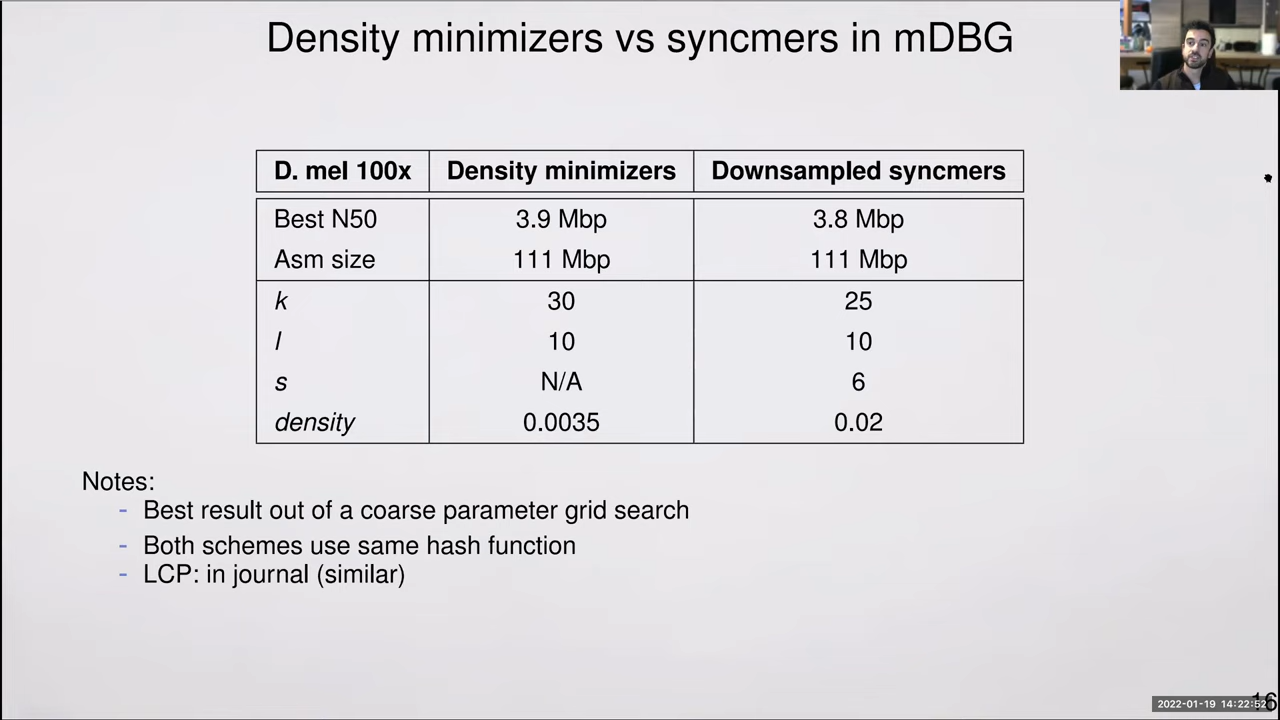 Density minimizers vs syncmers in mDBG
D. mel 100x Density minimizers Downsampled syncmers
Best N50 3.9 Mbp 3.8 Mbp
Asm size 111 Mbp 111 Mbp
k 30 25
l 10 10
s N/A 6
density 0.0035 0.02
Notes:
- Best result out of a coarse parameter grid search
- Both schemes use same hash function
- LCP: in journal (similar)
16
2022-01-19 14:22:52